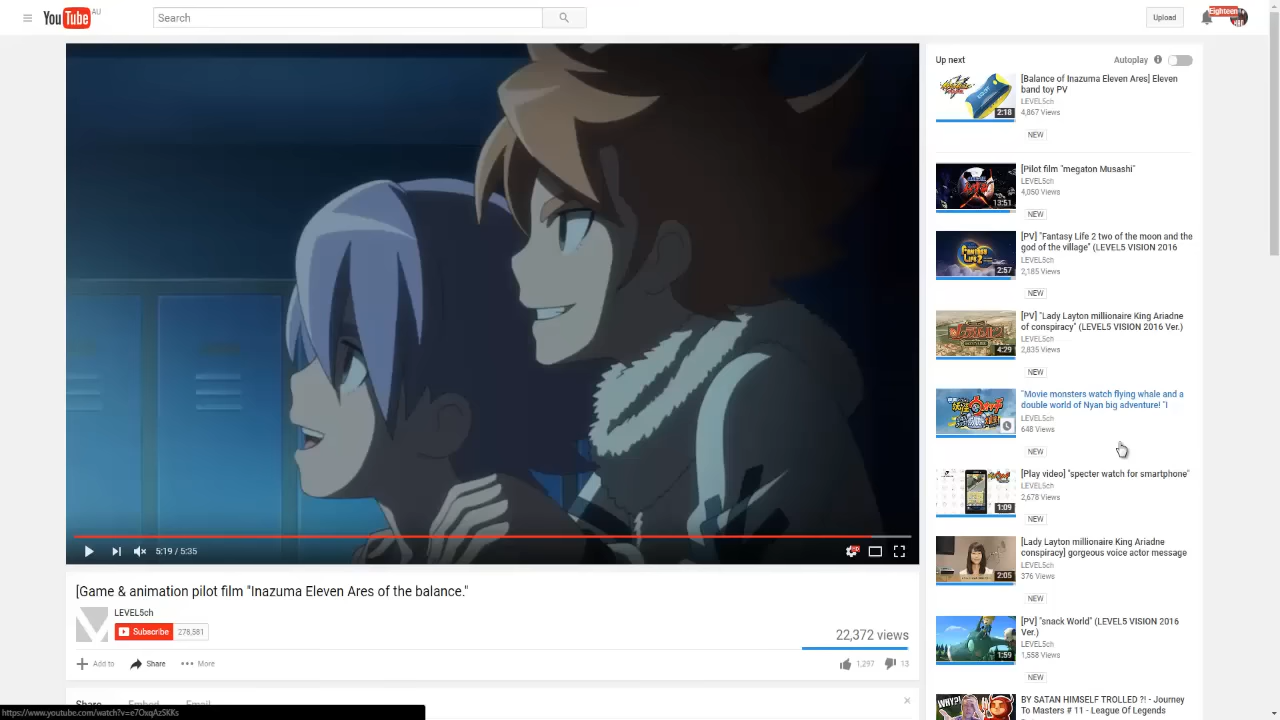 YouTube AU
Search
Upload
Eighteen
Up next
Autoplay
[Balance of Inazuma Eleven Ares] Eleven
band toy PV
LEVEL5ch
4,867 Views
2:18
NEW
[Pilot film "megaton Musashi"
LEVEL5ch
4,050 Views
13:51
NEW
[PV] "Fantasy Life 2 two of the moon and the
god of the village" (LEVEL5 VISION 2016
LEVEL5ch
2,185 Views
2:57
NEW
[PV] "Lady Layton millionaire King Ariadne
of conspiracy" (LEVEL5 VISION 2016 Ver.)
LEVEL5ch
2,835 Views
4:29
NEW
"Movie monsters watch flying whale and a
double world of Nyan big adventure! "I
LEVEL5ch
648 Views
NEW
[Play video] "specter watch for smartphone"
LEVEL5ch
2,678 Views
1:09
NEW
[Lady Layton millionaire King Ariadne
conspiracy] gorgeous voice actor message
LEVEL5ch
376 Views
2:05
NEW
[PV] "snack World" (LEVEL5 VISION 2016
Ver.)
LEVEL5ch
1,558 Views
1:59
NEW
WHY?!
BY SATAN HIMSELF TROLLED ?! - Journey
To Masters # 11 - League Of Legends
5:19 / 5:35
[Game & animation pilot film "Inazuma Eleven Ares of the balance."
LEVEL5ch
Subscribe 278,581
22,372 views
Add to Share More
1,297 13
Share Embed Email
https://www.youtube.com/watch?v=e7OxqAzSKKs